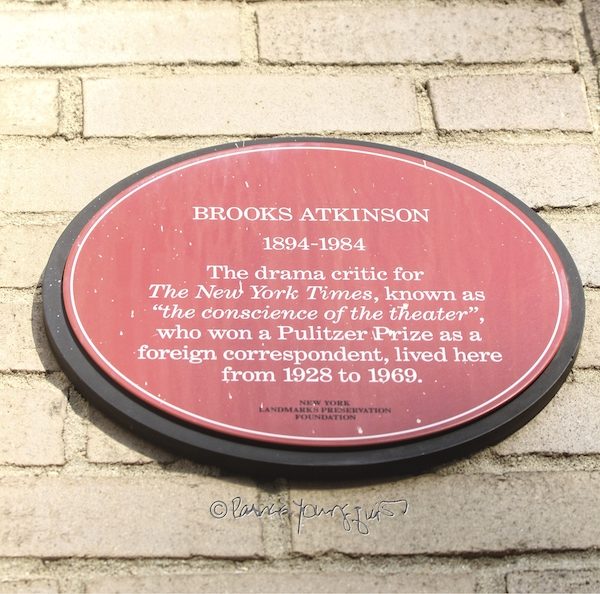 BROOKS ATKINSON
1894-1984
The drama critic for
The New York Times, known as
"the conscience of the theater",
who won a Pulitzer Prize as a
foreign correspondent, lived here
from 1928 to 1969.
NEW YORK
LANDMARKS PRESERVATION
FOUNDATION
©